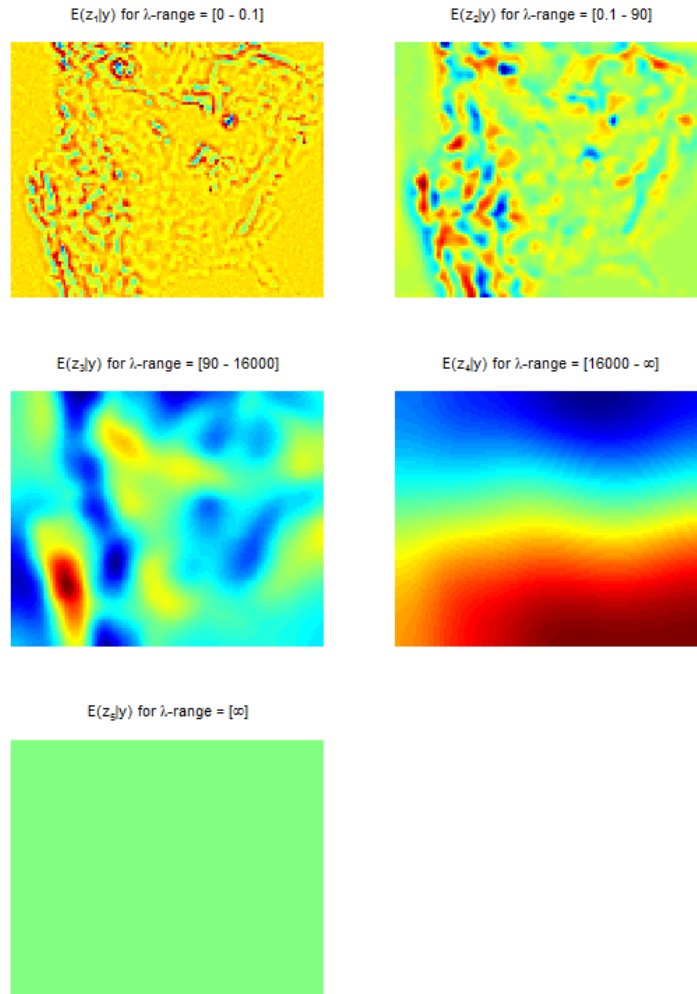 E(z₁|y) for λ-range = [0 - 0.1]
E(z₂|y) for λ-range = [0.1 - 90]
E(z₃|y) for λ-range = [90 - 16000]
E(z₄|y) for λ-range = [16000 - ∞]
E(z₅|y) for λ-range = [∞]